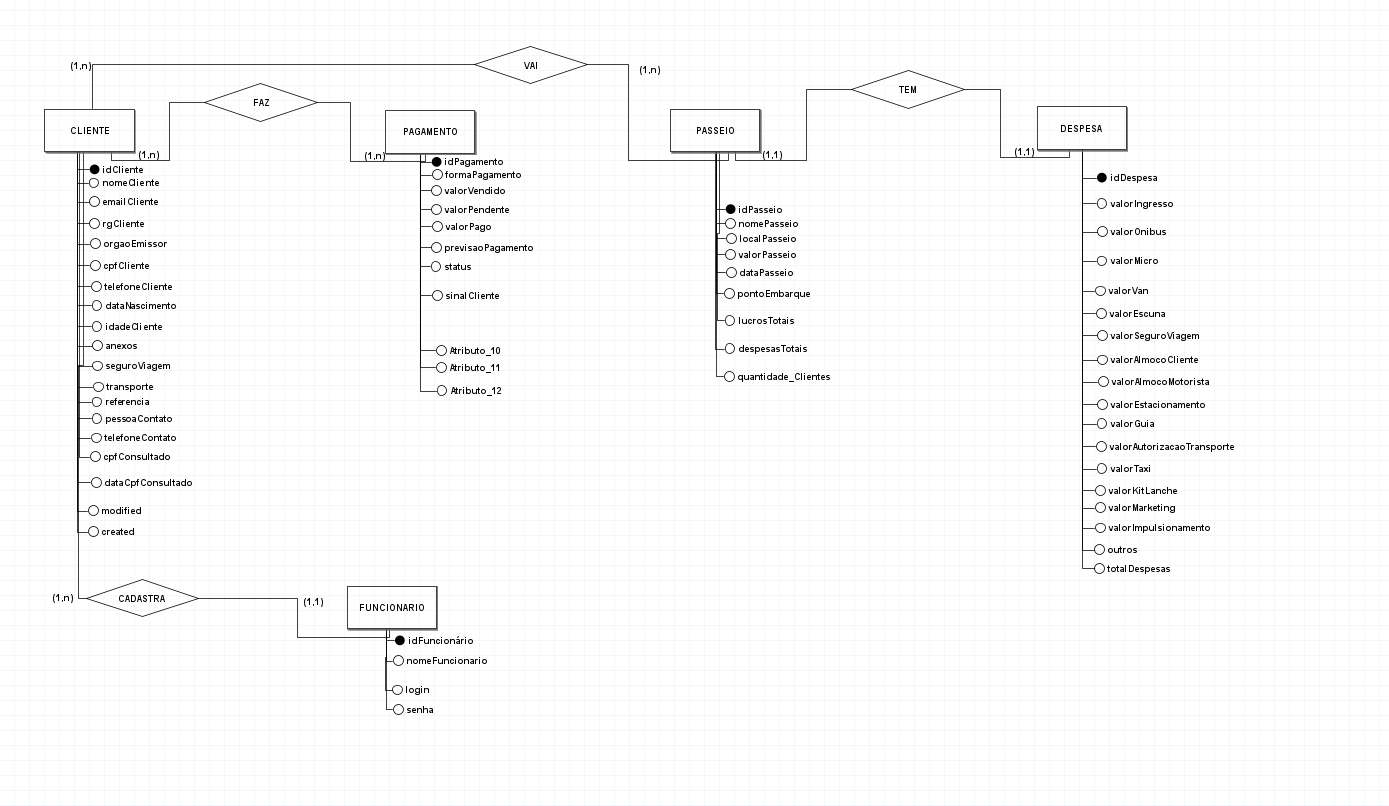 VAI
(1,n)
(1,n)
FAZ
TEM
CLIENTE
PAGAMENTO
PASSEIO
DESPESA
(1,n)
(1,n)
(1,1)
(1,1)
idCliente
nomeCliente
emailCliente
rgCliente
orgaoEmissor
cpfCliente
telefoneCliente
dataNascimento
idadeCliente
anexos
seguroViagem
transporte
referencia
pessoaContato
telefoneContato
cpfConsultado
dataCpfConsultado
modified
created
idPagamento
formaPagamento
valorVendido
valorPendente
valorPago
previsaoPagamento
status
sinalCliente
Atributo_10
Atributo_11
Atributo_12
idPasseio
nomePasseio
localPasseio
valorPasseio
dataPasseio
pontoEmbarque
lucrosTotais
despesasTotais
quantidade_Clientes
idDespesa
valorIngresso
valorOnibus
valorMicro
valorVan
valorEscuna
valorSeguroViagem
valorAlmocoCliente
valorAlmocoMotorista
valorEstacionamento
valorGuia
valorAutorizacaoTransporte
valorTaxi
valorKitLanche
valorMarketing
valorImpulsionamento
outros
totalDespesas
(1,n)
CADASTRA
(1,1)
FUNCIONARIO
idFuncionário
nomeFuncionario
login
senha